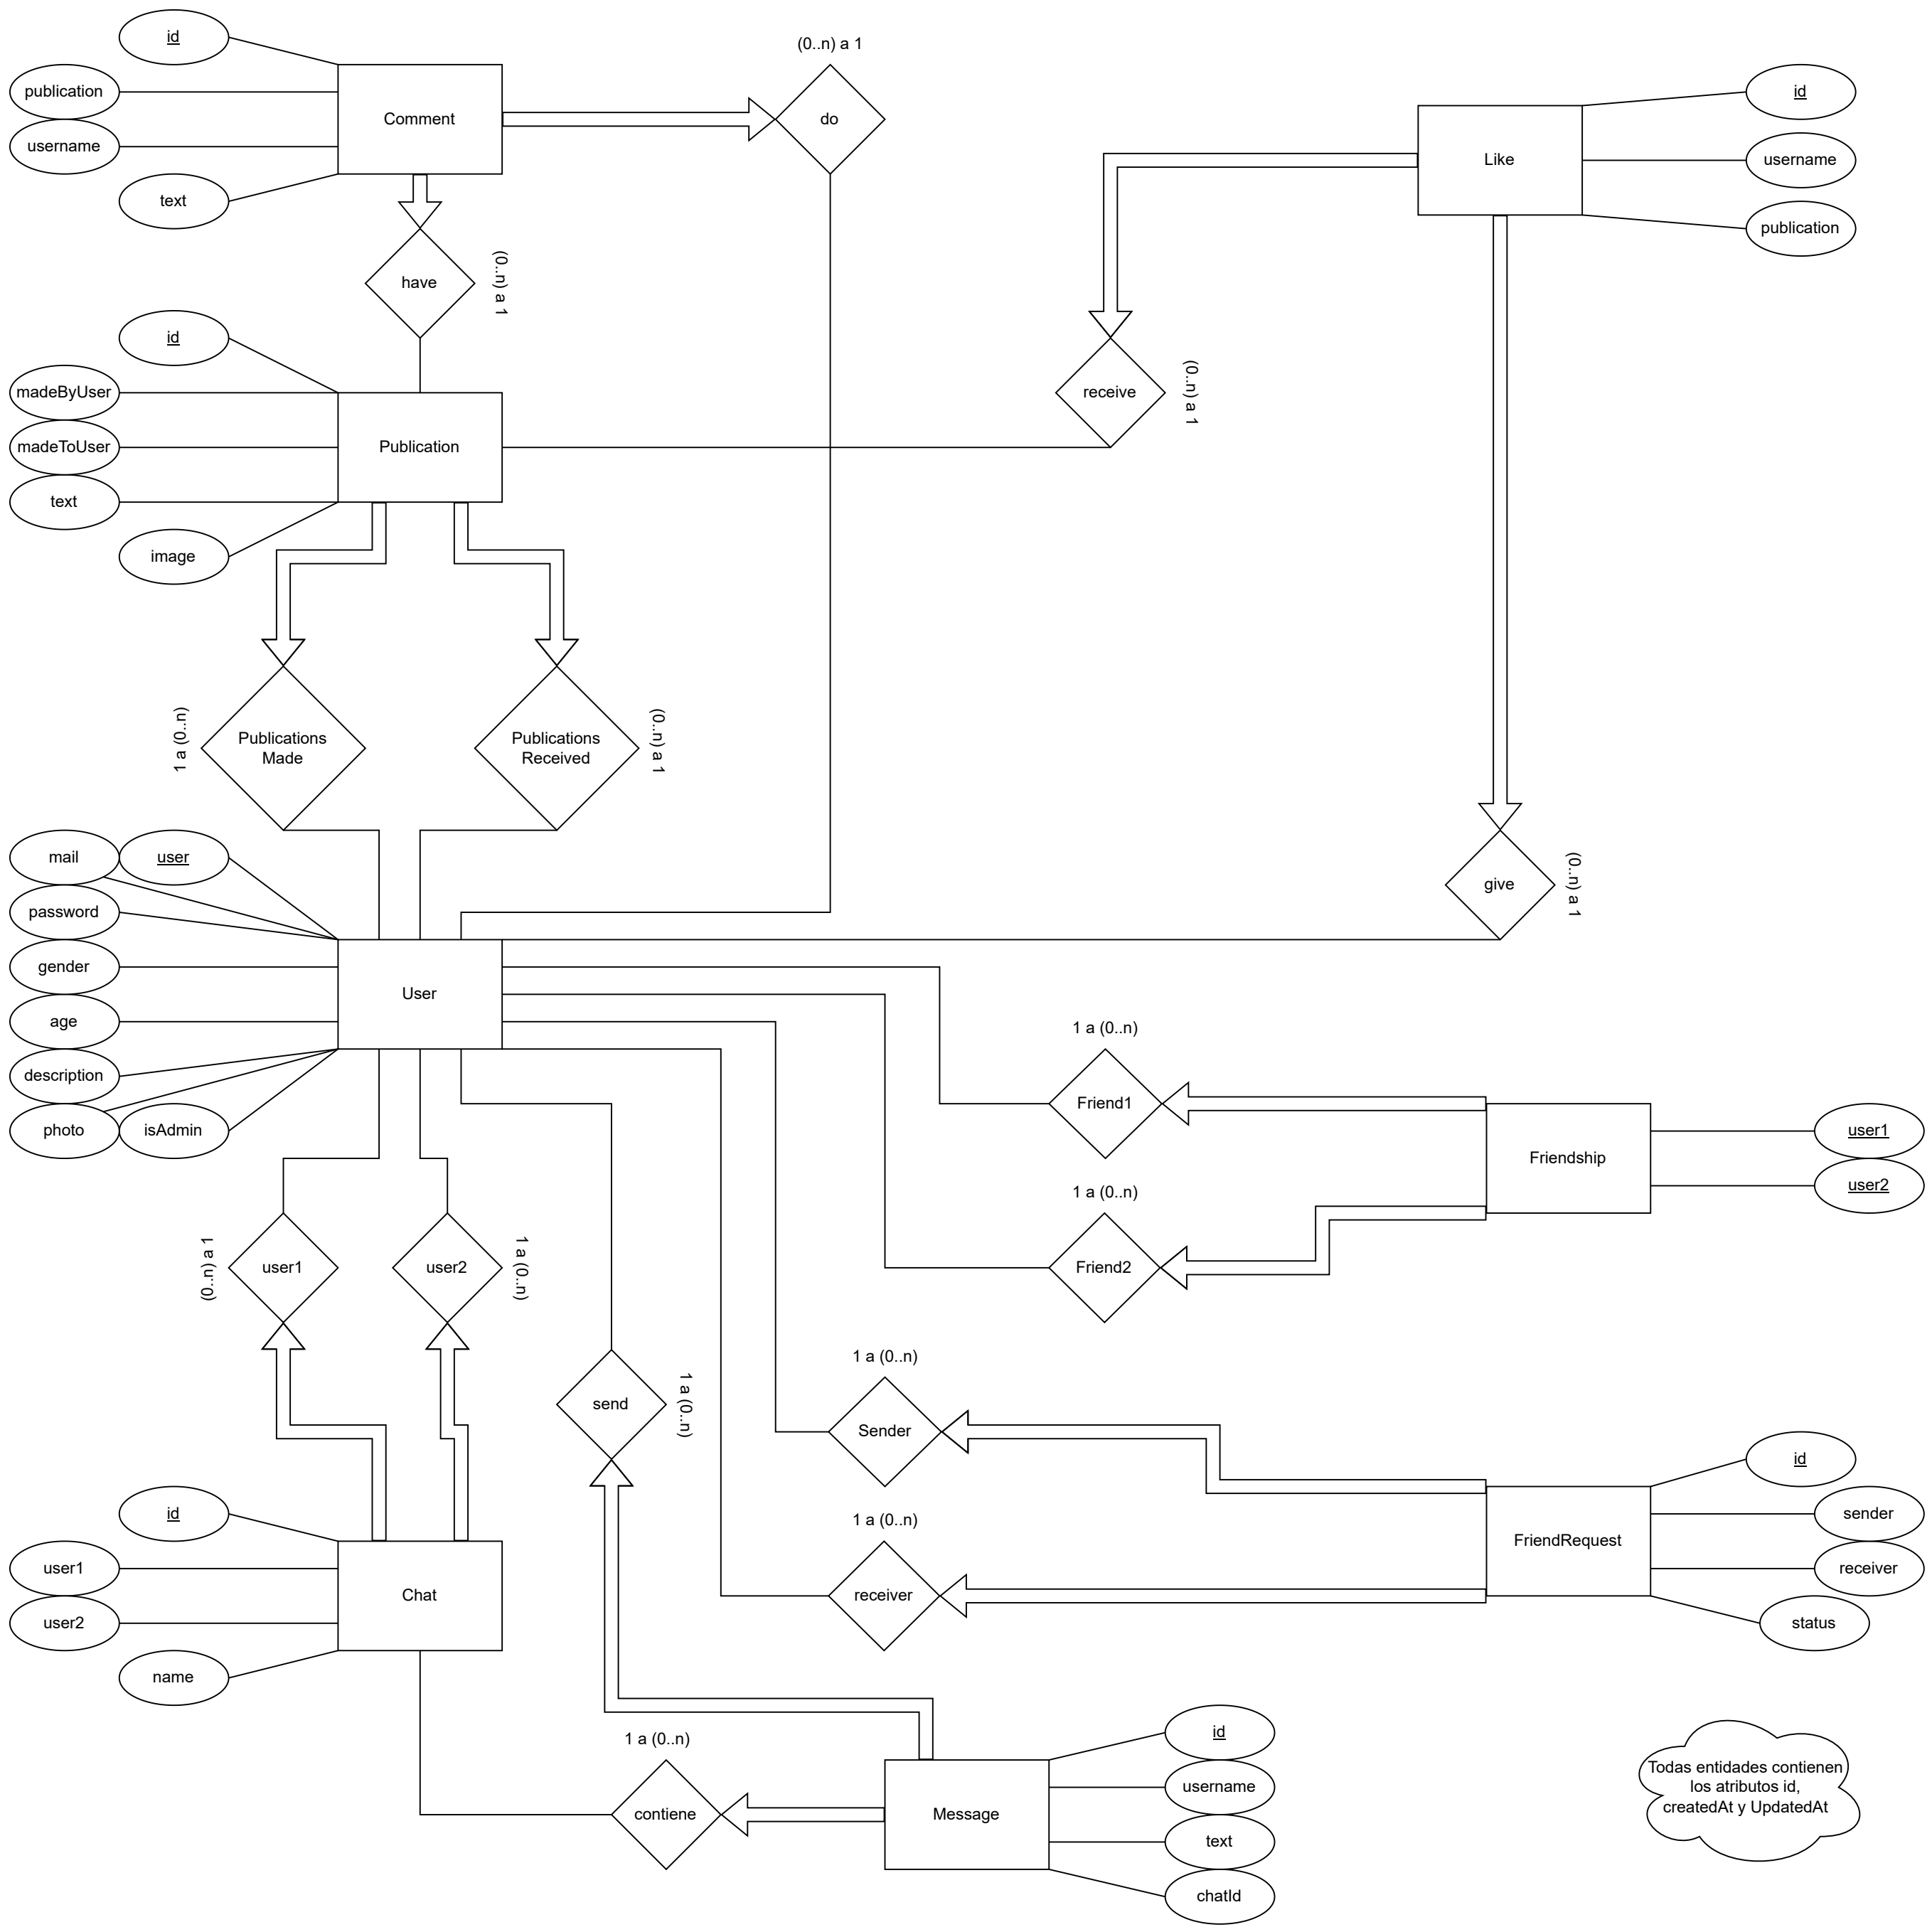 id
publication
username
text
Comment
(0..n) a 1
do
have
(0..n) a 1
Like
id
username
publication
receive
(0..n) a 1
id
madeByUser
madeToUser
text
image
Publication
1 a (0..n)
Publications
Made
Publications
Received
(0..n) a 1
give
(0..n) a 1
mail
user
password
gender
age
description
photo
isAdmin
User
1 a (0..n)
Friend1
1 a (0..n)
Friend2
Friendship
user1
user2
(0..n) a 1
user1
user2
1 a (0..n)
send
1 a (0..n)
1 a (0..n)
Sender
1 a (0..n)
receiver
FriendRequest
id
sender
receiver
status
id
user1
user2
name
Chat
1 a (0..n)
contiene
Message
id
username
text
chatId
Todas entidades contienen
los atributos id,
createdAt y UpdatedAt